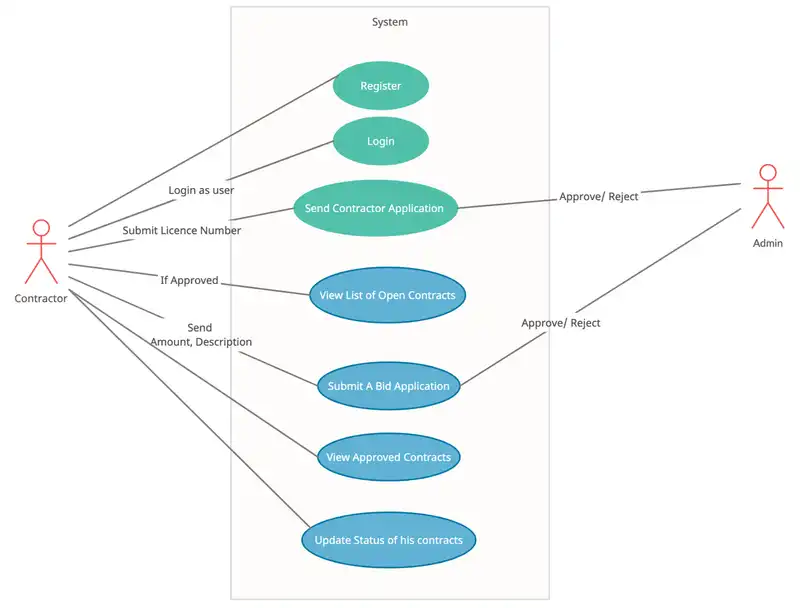 System
Register
Login
Login as user
Send Contractor Application
Approve/ Reject
Submit Licence Number
Contractor
Admin
If Approved
View List of Open Contracts
Send
Amount, Description
Approve/ Reject
Submit A Bid Application
View Approved Contracts
Update Status of his contracts